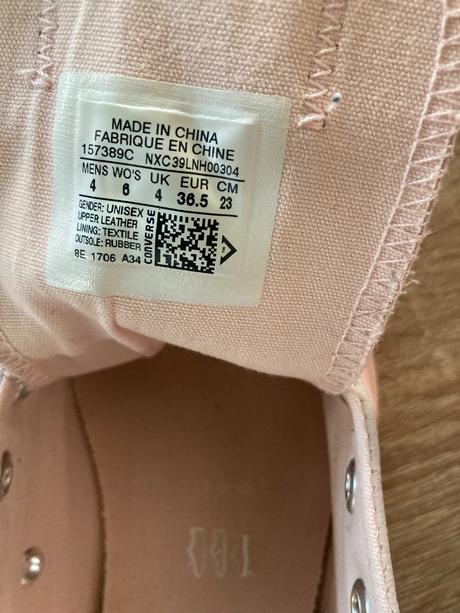 MADE IN CHINA
FABRIQUE EN CHINE
157389C NXC39LNH00304
MENS WO'S UK EUR CM
4 6 4 36.5 23
GENDER: UNISEX
UPPER LEATHER
LINING: TEXTILE
OUTSOLE: RUBBER
8E 1706 A34
CONVERSE